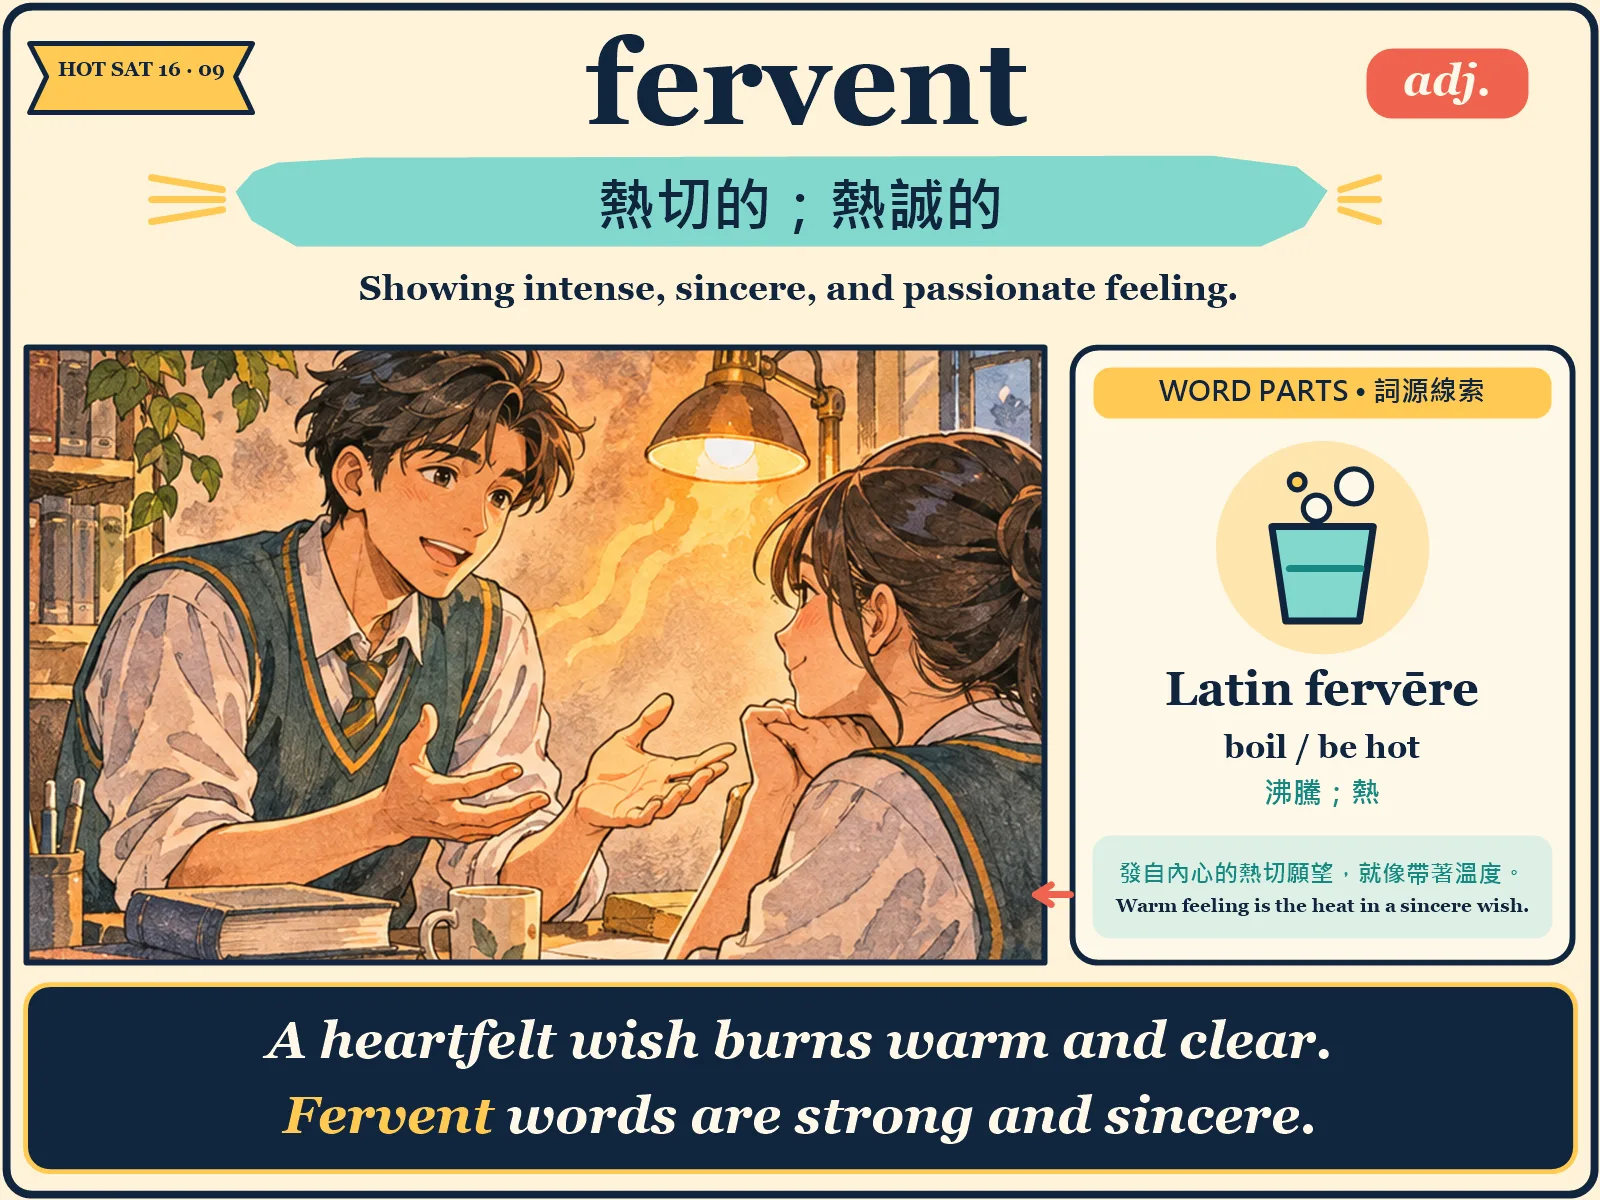 HOT SAT 16 · 09
fervent
adj.
熱切的；熱誠的
Showing intense, sincere, and passionate feeling.
WORD PARTS • 詞源線索
Latin fervēre
boil / be hot
沸騰；熱
發自內心的熱切願望，就像帶著溫度。
Warm feeling is the heat in a sincere wish.
A heartfelt wish burns warm and clear.
Fervent words are strong and sincere.